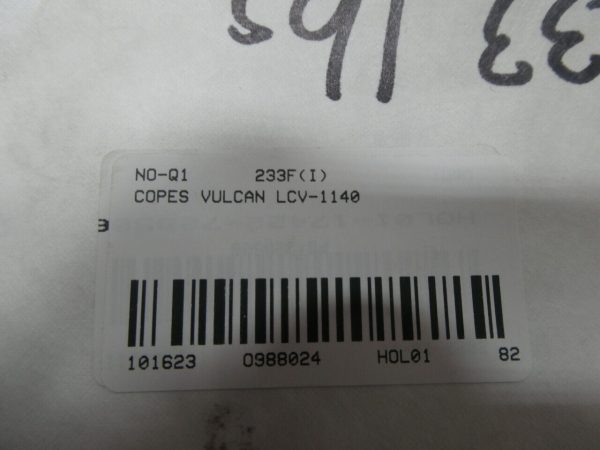 33 lbs
NO-Q1 233F(I)
COPES VULCAN LCV-1140
101623 0988024 HOL01 82